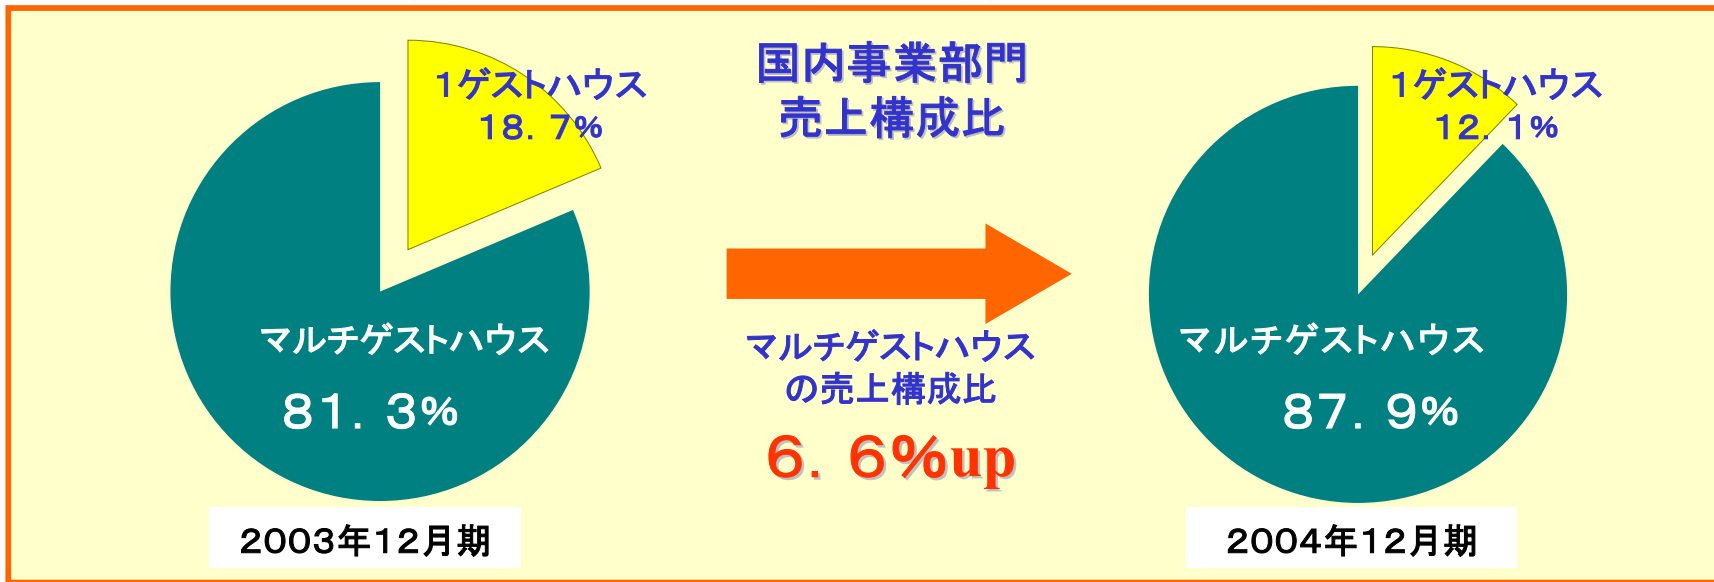 国内事業部門
売上構成比
1ゲストハウス
18．7%
マルチゲストハウス
81．3%
2003年12月期
マルチゲストハウス
の売上構成比
6．6%up
1ゲストハウス
12．1%
マルチゲストハウス
87．9%
2004年12月期